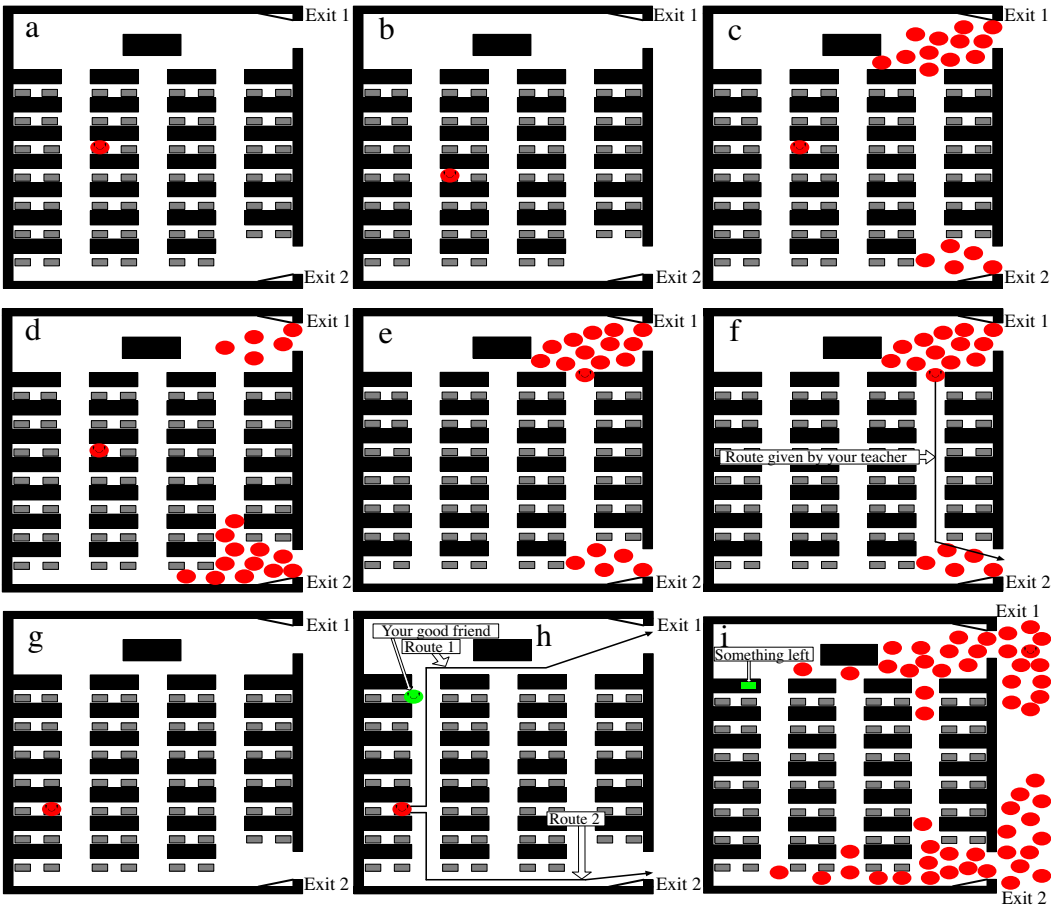 a
Exit 1
Exit 2
b
Exit 1
Exit 2
c
Exit 1
Exit 2
d
Exit 1
Exit 2
e
Exit 1
Exit 2
f
Exit 1
Route given by your teacher
Exit 2
g
Exit 1
Exit 2
h
Your good friend
Route 1
Exit 1
Route 2
Exit 2
i
Exit 1
Something left
Exit 2